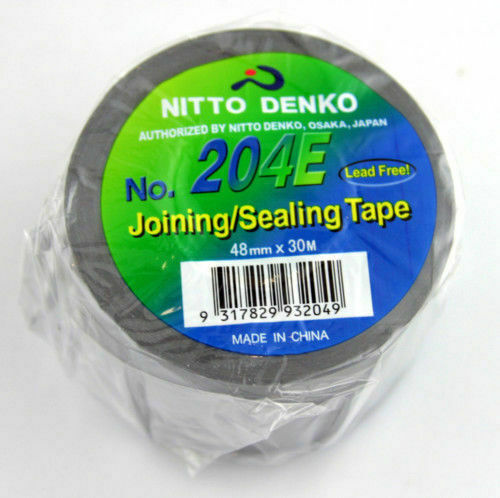 NITTO DENKO
AUTHORIZED BY NITTO DENKO, OSAKA, JAPAN
No. 204E
Lead Free!
Joining/Sealing Tape
48mm x 30M
9 317829 932049
MADE IN CHINA